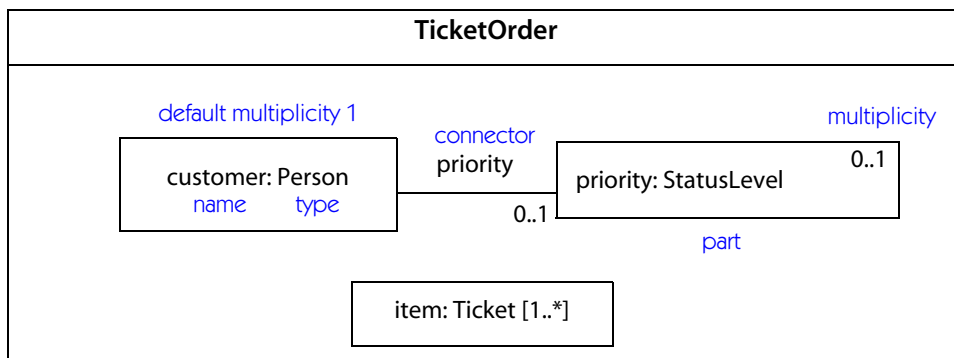 TicketOrder
default multiplicity 1
multiplicity
connector
priority
0..1
customer: Person
name type
priority: StatusLevel
0..1
part
item: Ticket [1..*]